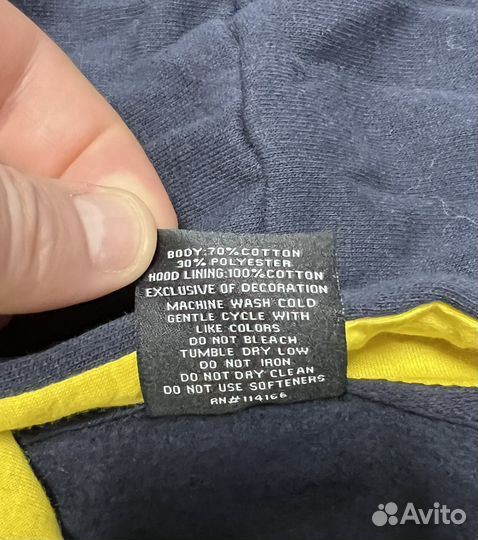 BODY:70%COTTON
30% POLYESTER
HOOD LINING:100%COTTON
EXCLUSIVE OF DECORATION
MACHINE WASH COLD
GENTLE CYCLE WITH
LIKE COLORS
DO NOT BLEACH
TUMBLE DRY LOW
DO NOT IRON
DO NOT DRY CLEAN
DO NOT USE SOFTENERS
RN#114166
Avito